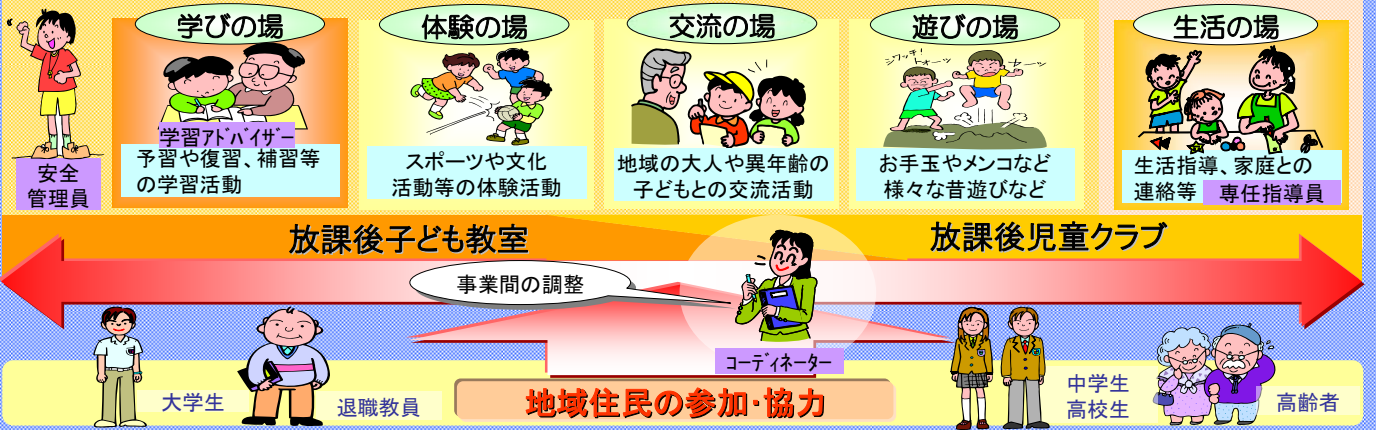 学びの場
体験の場
交流の場
遊びの場
生活の場
ジャッキ!
トォーッ
セーッ
学習アドバイザー
予習や復習、補習等
の学習活動
スポーツや文化
活動等の体験活動
地域の大人や異年齢の
子どもとの交流活動
お手玉やメンコなど
様々な昔遊びなど
生活指導、家庭との
連絡等
専任指導員
安全
管理員
放課後子ども教室
放課後児童クラブ
事業間の調整
コーディネーター
大学生
退職教員
地域住民の参加・協力
中学生
高校生
高齢者